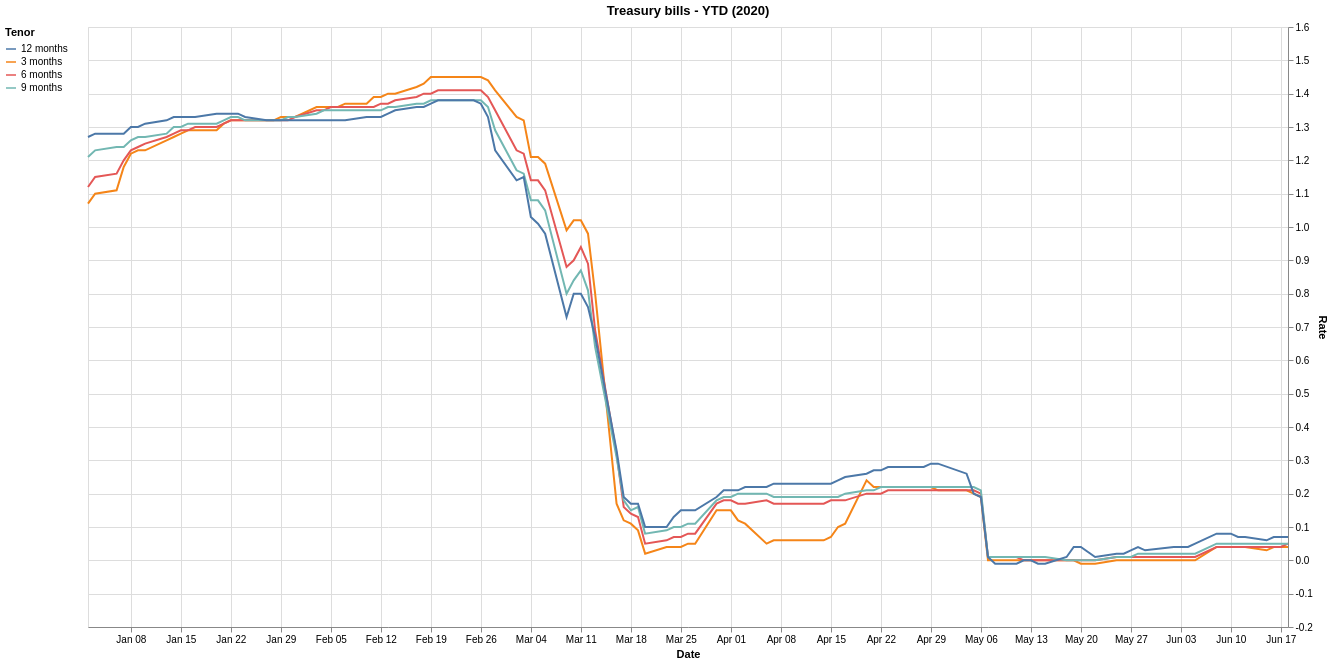 Treasury bills - YTD (2020)
Tenor
12 months
3 months
6 months
9 months
1.6
1.5
1.4
1.3
1.2
1.1
1.0
0.9
0.8
0.7
0.6
0.5
0.4
0.3
0.2
0.1
0.0
-0.1
-0.2
Rate
Jan 08 Jan 15 Jan 22 Jan 29 Feb 05 Feb 12 Feb 19 Feb 26 Mar 04 Mar 11 Mar 18 Mar 25 Apr 01 Apr 08 Apr 15 Apr 22 Apr 29 May 06 May 13 May 20 May 27 Jun 03 Jun 10 Jun 17
Date